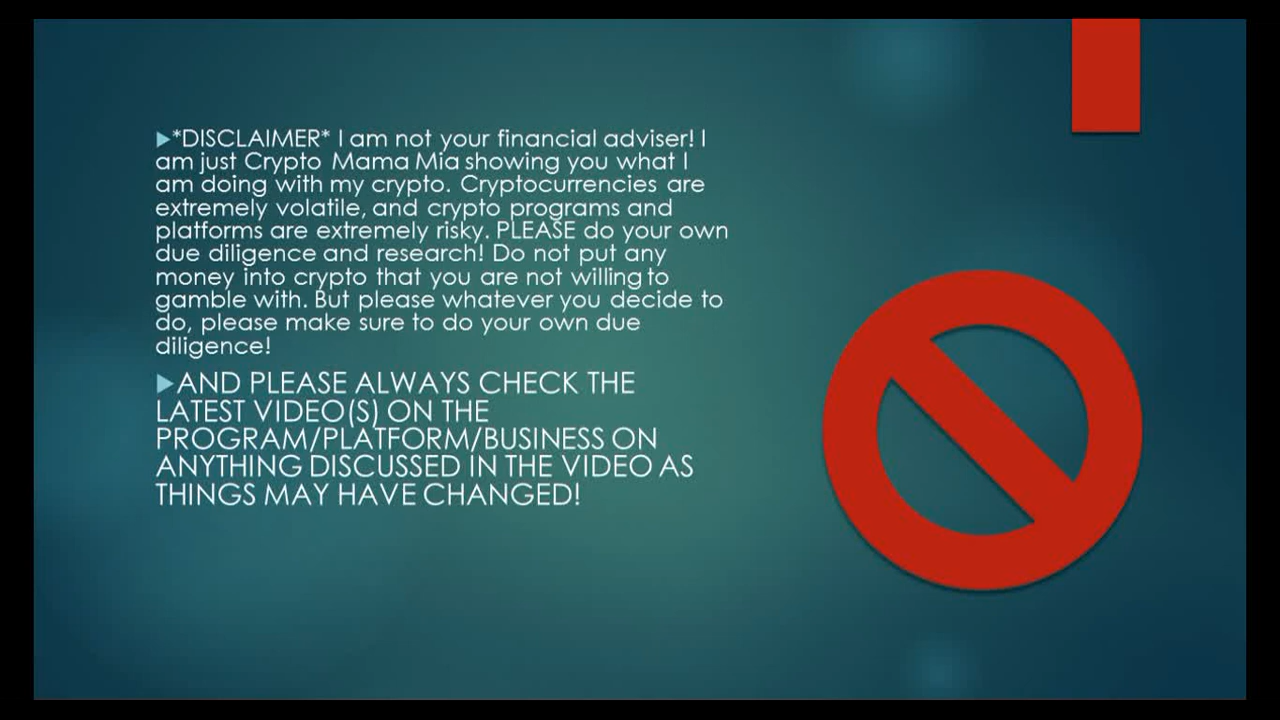 *DISCLAIMER* I am not your financial adviser! I
am just Crypto Mama Mia showing you what I
am doing with my crypto. Cryptocurrencies are
extremely volatile, and crypto programs and
platforms are extremely risky. PLEASE do your own
due diligence and research! Do not put any
money into crypto that you are not willing to
gamble with. But please whatever you decide to
do, please make sure to do your own due
diligence!
AND PLEASE ALWAYS CHECK THE
LATEST VIDEO(S) ON THE
PROGRAM/PLATFORM/BUSINESS ON
ANYTHING DISCUSSED IN THE VIDEO AS
THINGS MAY HAVE CHANGED!